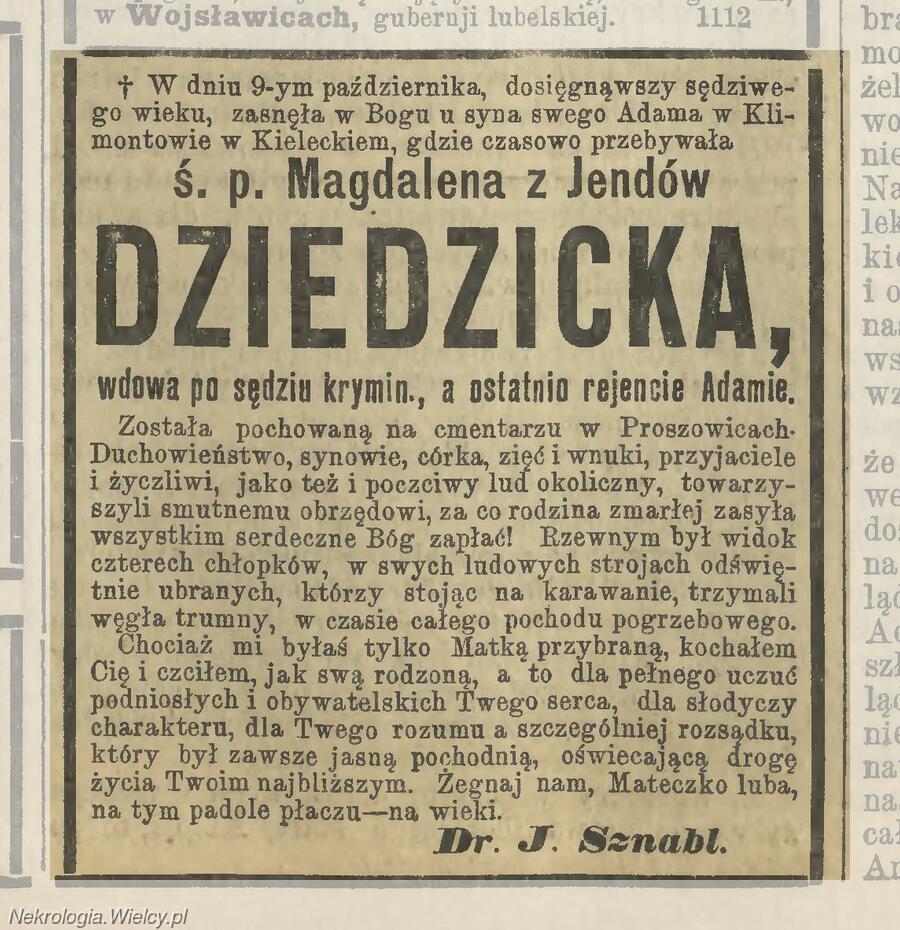 w Wojsławicach, gubernji lubelskiej. 1112
† W dniu 9-ym października, dosięgnąwszy sędziwe-
go wieku, zasnęła w Bogu u syna swego Adama w Kli-
montowie w Kieleckiem, gdzie czasowo przebywała
ś. p. Magdalena z Jendów
DZIEDZICKA,
wdowa po sędziu krymin., a ostatnio rejencie Adamie.
Została pochowaną na cmentarzu w Proszowicach·
Duchowieństwo, synowie, córka, zięć i wnuki, przyjaciele
i życzliwi, jako też i poczciwy lud okoliczny, towarzy-
szyli smutnemu obrzędowi, za co rodzina zmarłej zasyła
wszystkim serdeczne Bóg zapłać! Rzewnym był widok
czterech chłopków, w swych ludowych strojach odświę-
tnie ubranych, którzy stojąc na karawanie, trzymali
węgła trumny, w czasie całego pochodu pogrzebowego.
Chociaż mi byłaś tylko Matką przybraną, kochałem
Cię i czciłem, jak swą rodzoną, a to dla pełnego uczuć
podniosłych i obywatelskich Twego serca, dla słodyczy
charakteru, dla Twego rozumu a szczególniej rozsądku,
który był zawsze jasną pochodnią, oświecającą drogę
życia Twoim najbliższym. Żegnaj nam, Mateczko luba,
na tym padole płaczu—na wieki.
Dr. J. Sznabl.
Nekrologia.Wielcy.pl